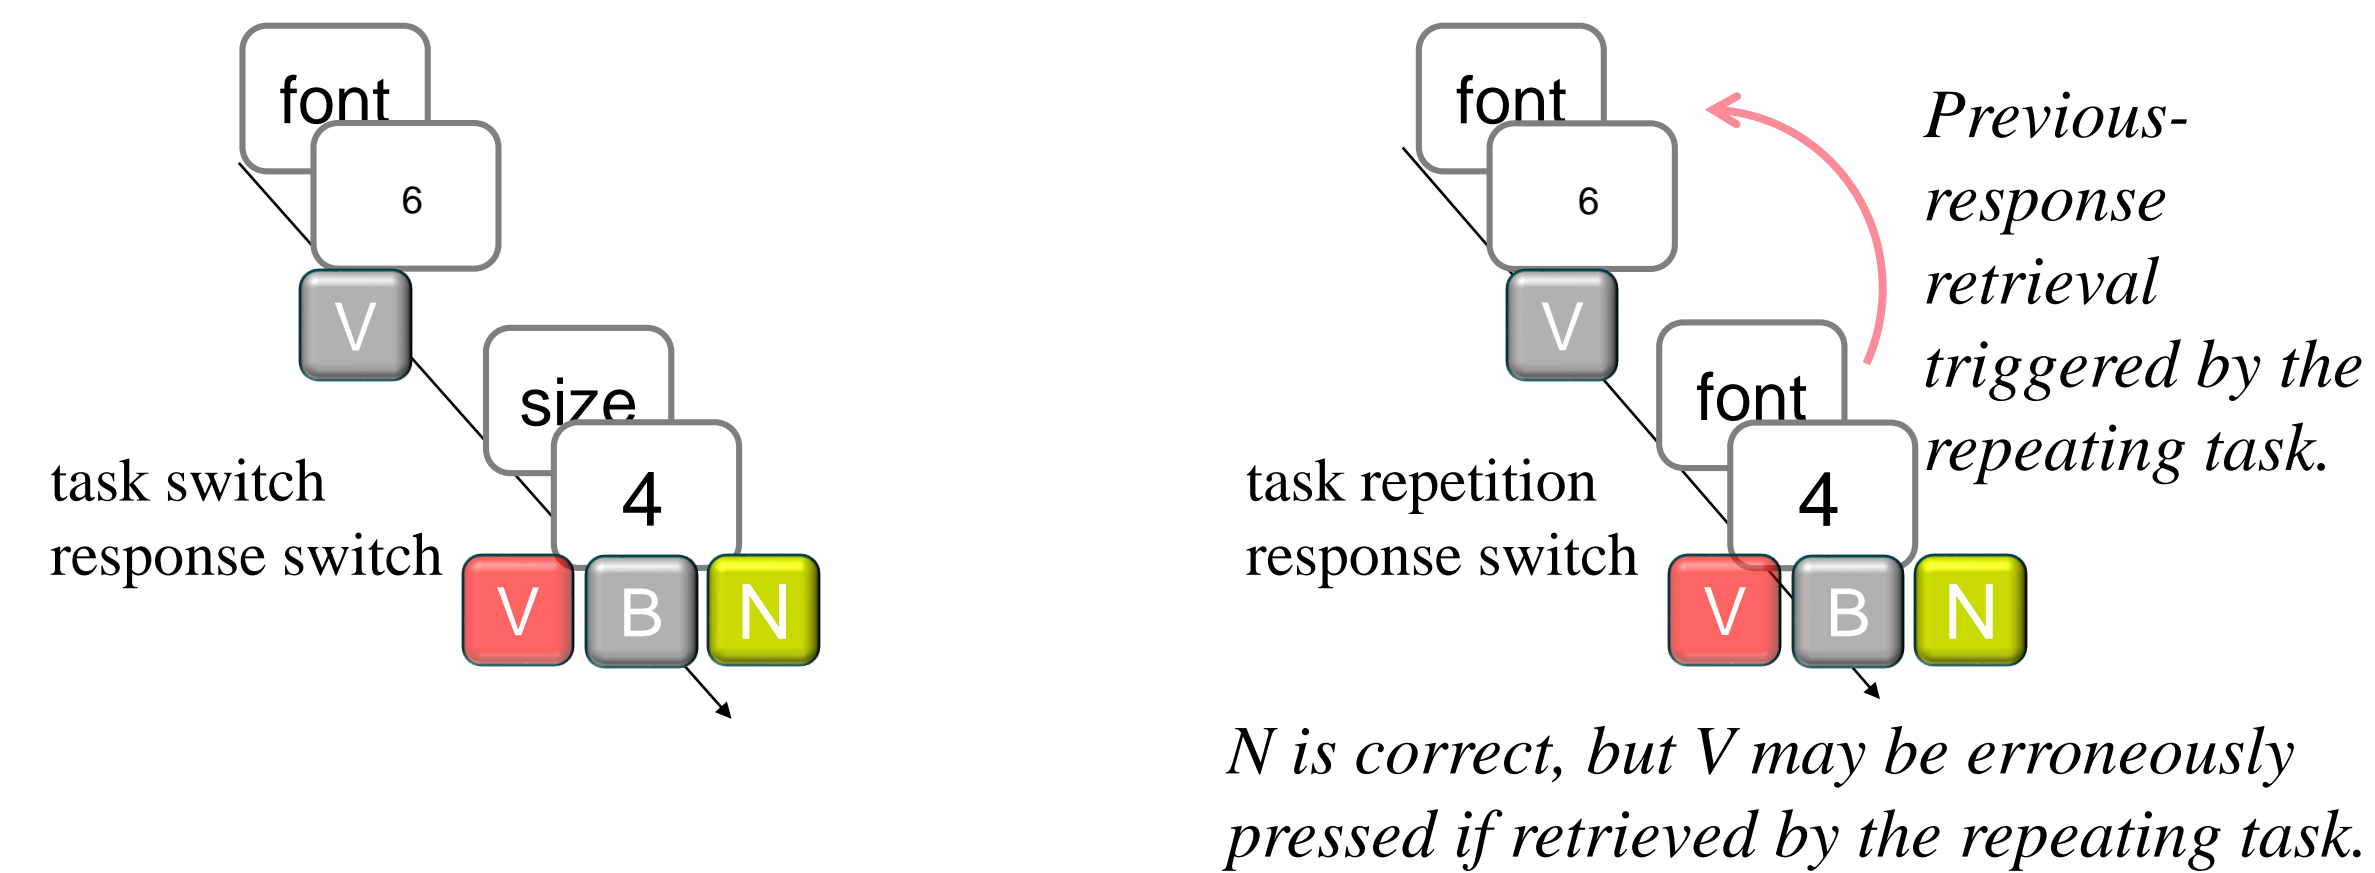 font
6
V
size
4
task switch
response switch
V B N
font
6
V
font
4
task repetition
response switch
V B N
Previous-
response
retrieval
triggered by the
repeating task.
N is correct, but V may be erroneously
pressed if retrieved by the repeating task.